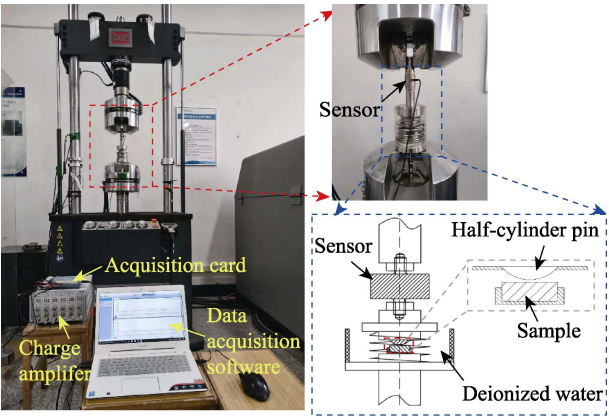 Sensor
Acquisition card
Charge
amplifer
Data
acquisition
software
Sensor
Half-cylinder pin
Sample
Deionized water